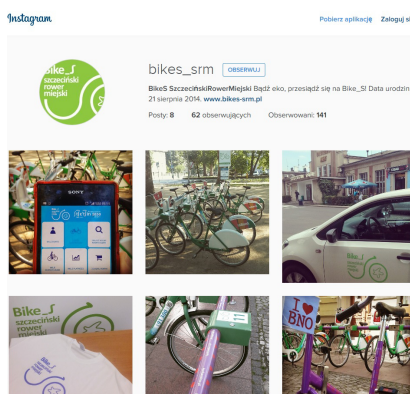 Instagram
Pobierz aplikację Zaloguj si
Bike_S
szczeciński
rower
miejski
bikes_srm OBSERWUJ
BikeS SzczecińskiRowerMiejski Bądź eko, przesiądź się na Bike_S! Data urodzin
21 sierpnia 2014. www.bikes-srm.pl
Posty: 8 62 obserwujących Obserwowani: 141
SONY
Bike_S
szczeciński
rower
miejski
I ♥
BNO